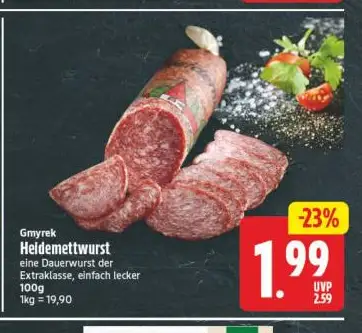 Gmyrek
Heidemettwurst
eine Dauerwurst der
Extraklasse, einfach lecker
100g
1kg = 19,90
-23%
1.99
UVP
2.59